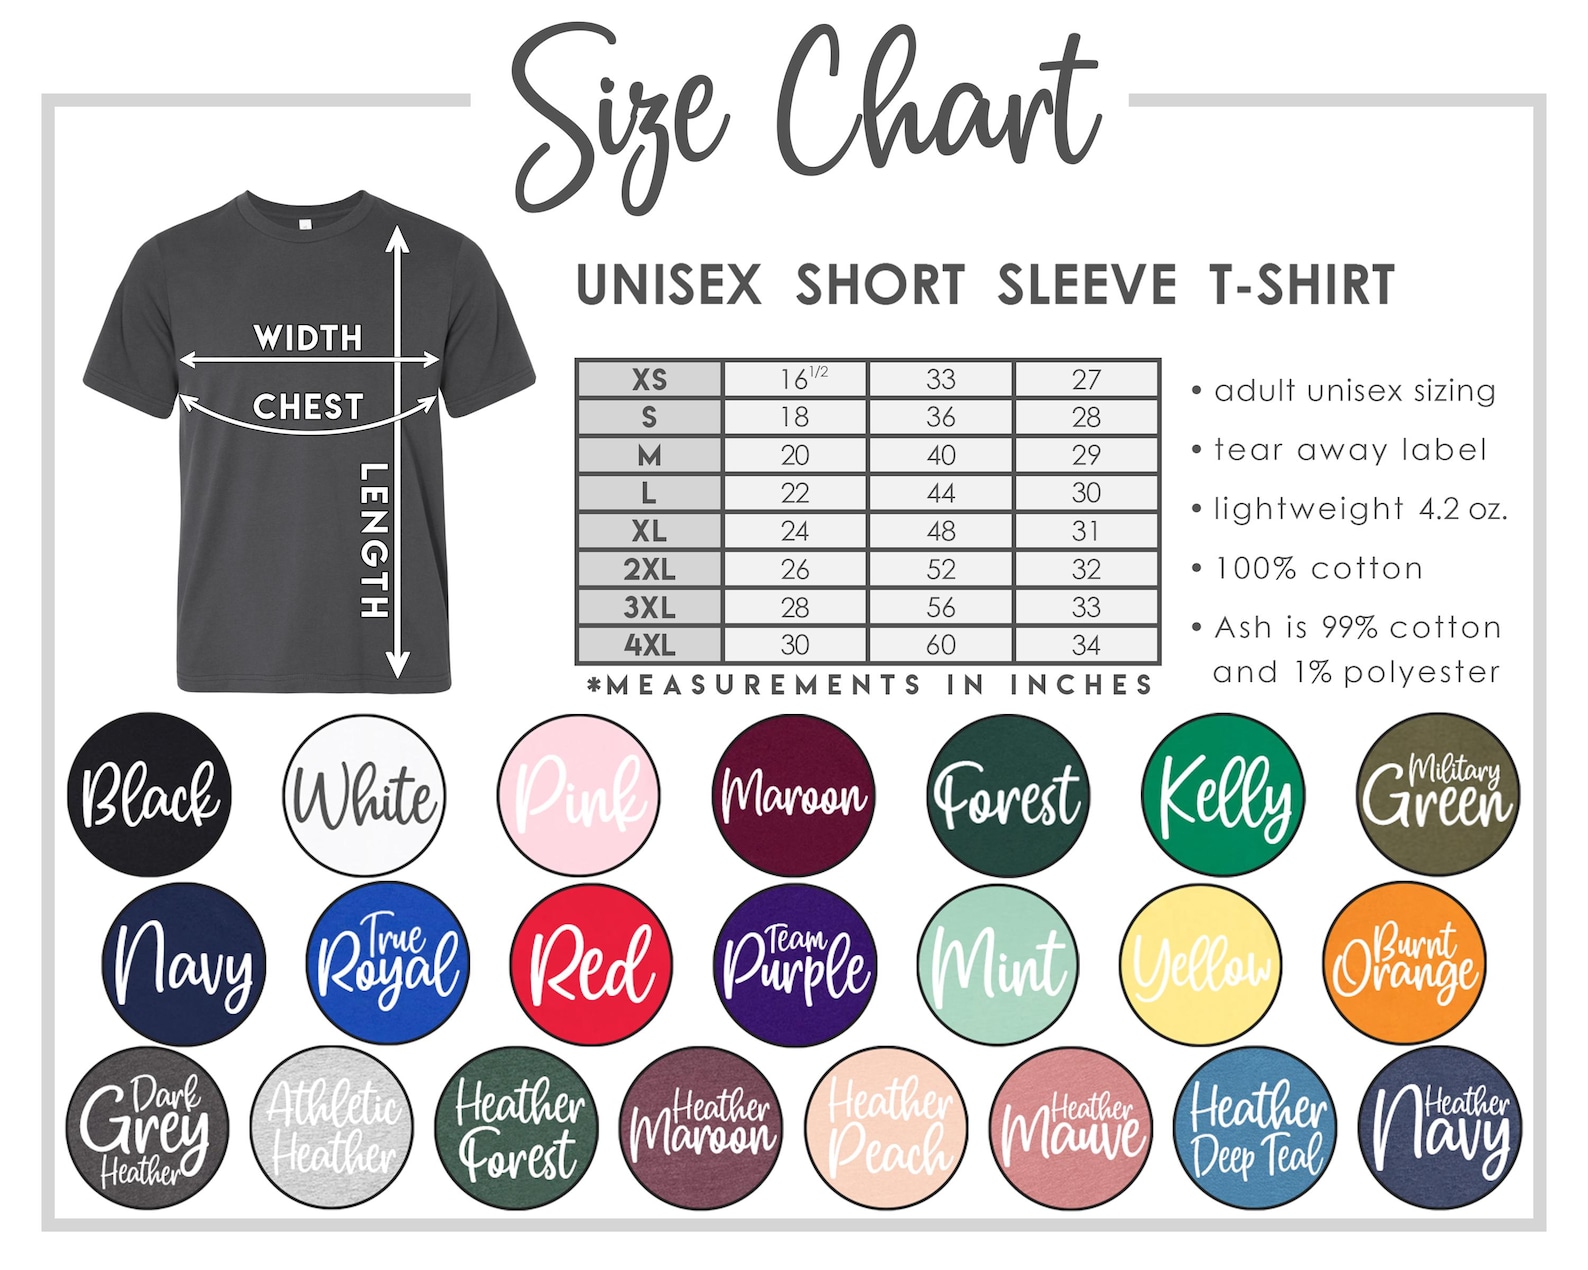 Size Chart
UNISEX SHORT SLEEVE T-SHIRT
WIDTH
CHEST
LENGTH
XS 16 1/2 33 27
S 18 36 28
M 20 40 29
L 22 44 30
XL 24 48 31
2XL 26 52 32
3XL 28 56 33
4XL 30 60 34
*MEASUREMENTS IN INCHES
• adult unisex sizing
• tear away label
• lightweight 4.2 oz.
• 100% cotton
• Ash is 99% cotton
and 1% polyester
Black
White
Pink
Maroon
Forest
Kelly
Military
Green
Navy
True
Royal
Red
Team
Purple
Mint
Yellow
Burnt
Orange
Dark
Grey
Heather
Athletic
Heather
Heather
Forest
Heather
Maroon
Heather
Peach
Heather
Mauve
Heather
Deep Teal
Heather
Navy